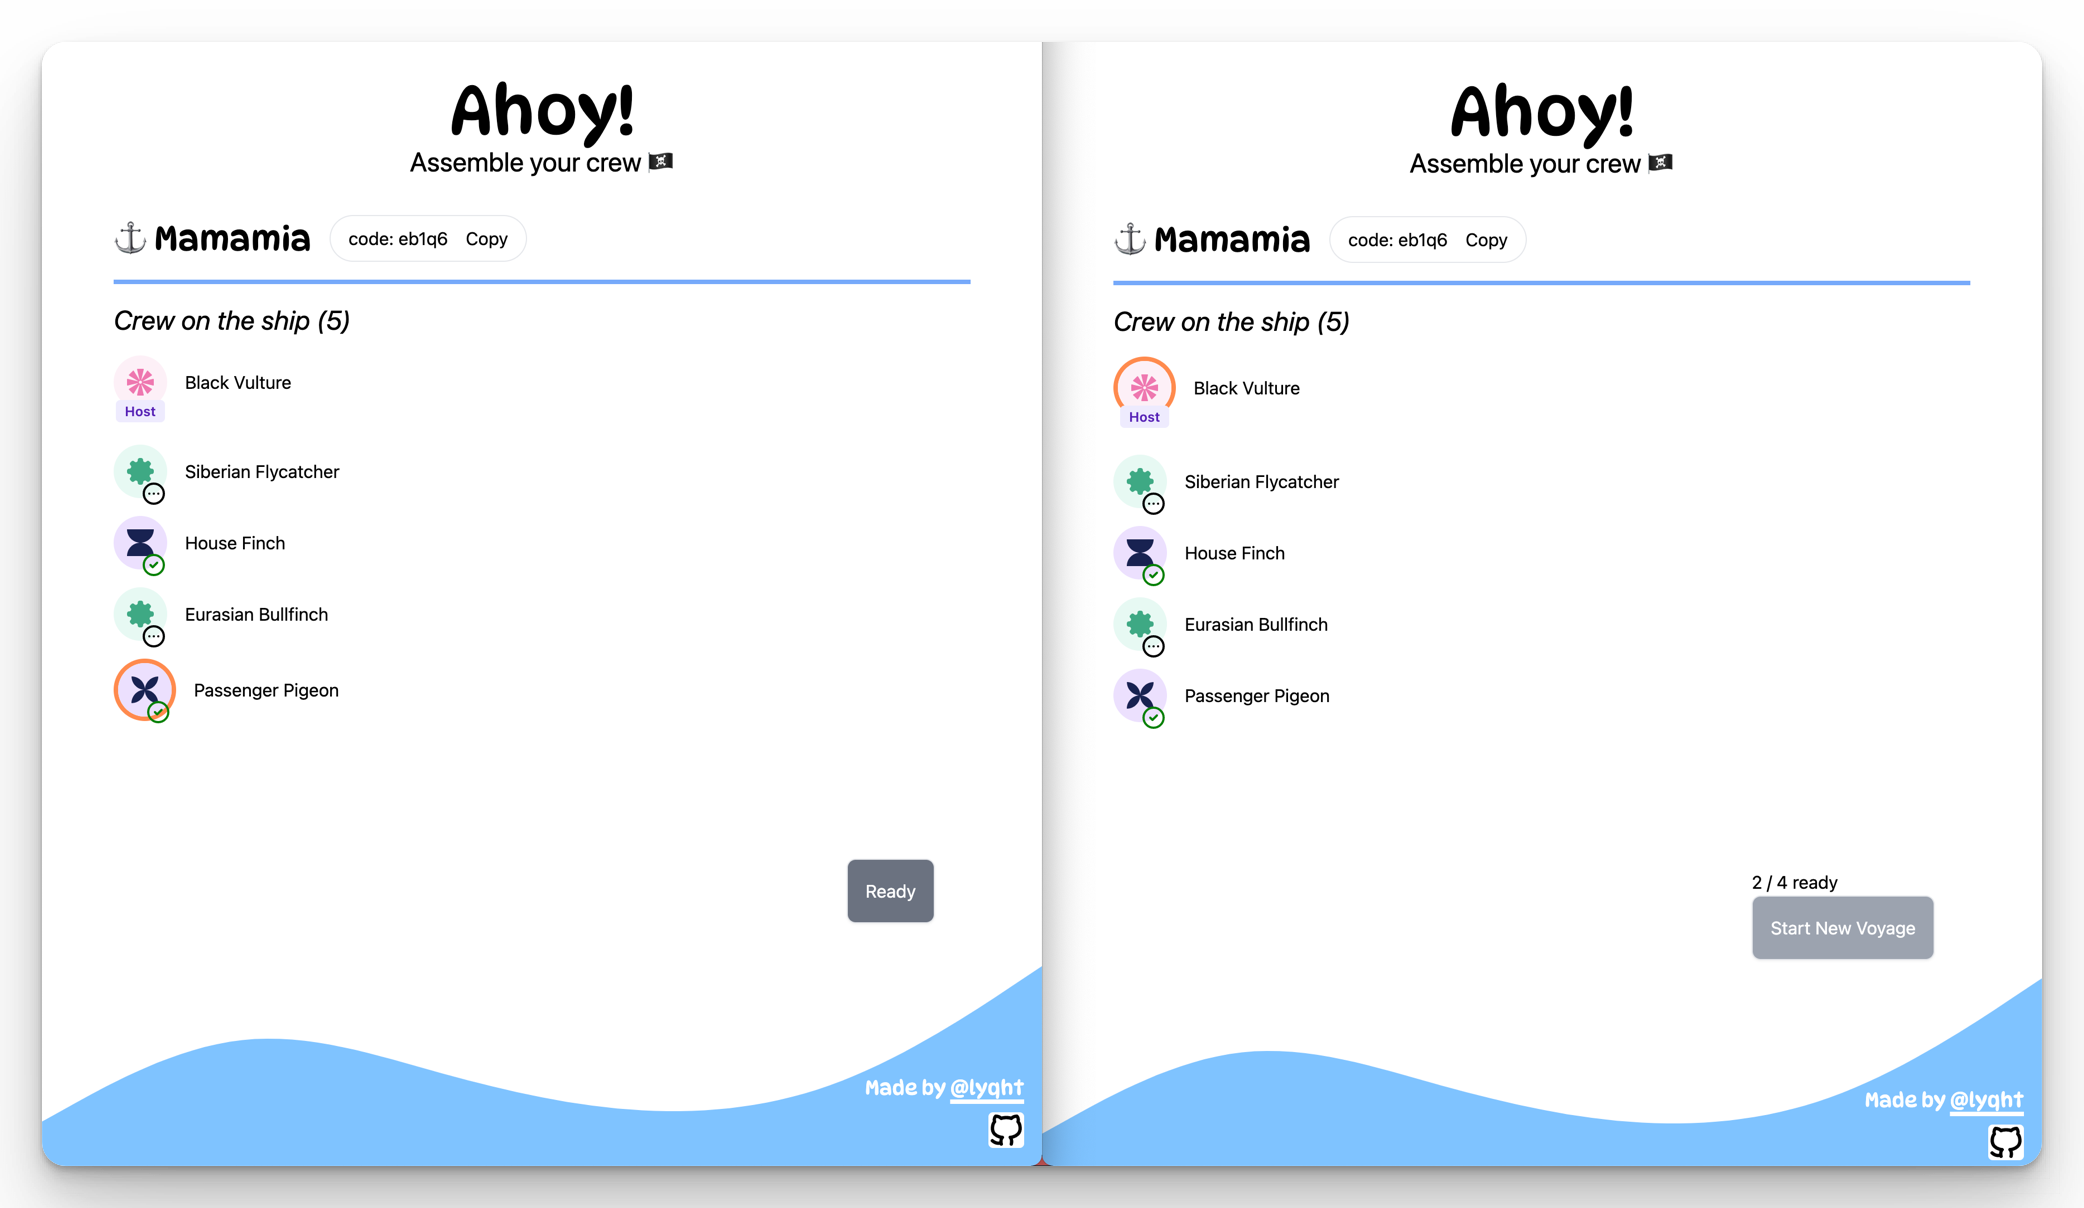 Ahoy!
Assemble your crew 🏴‍☠️
⚓ Mamamia
code: eb1q6 Copy
Crew on the ship (5)
Black Vulture
Host
Siberian Flycatcher
House Finch
Eurasian Bullfinch
Passenger Pigeon
Ready
Made by @lyqht
Ahoy!
Assemble your crew 🏴‍☠️
⚓ Mamamia
code: eb1q6 Copy
Crew on the ship (5)
Black Vulture
Host
Siberian Flycatcher
House Finch
Eurasian Bullfinch
Passenger Pigeon
2 / 4 ready
Start New Voyage
Made by @lyqht